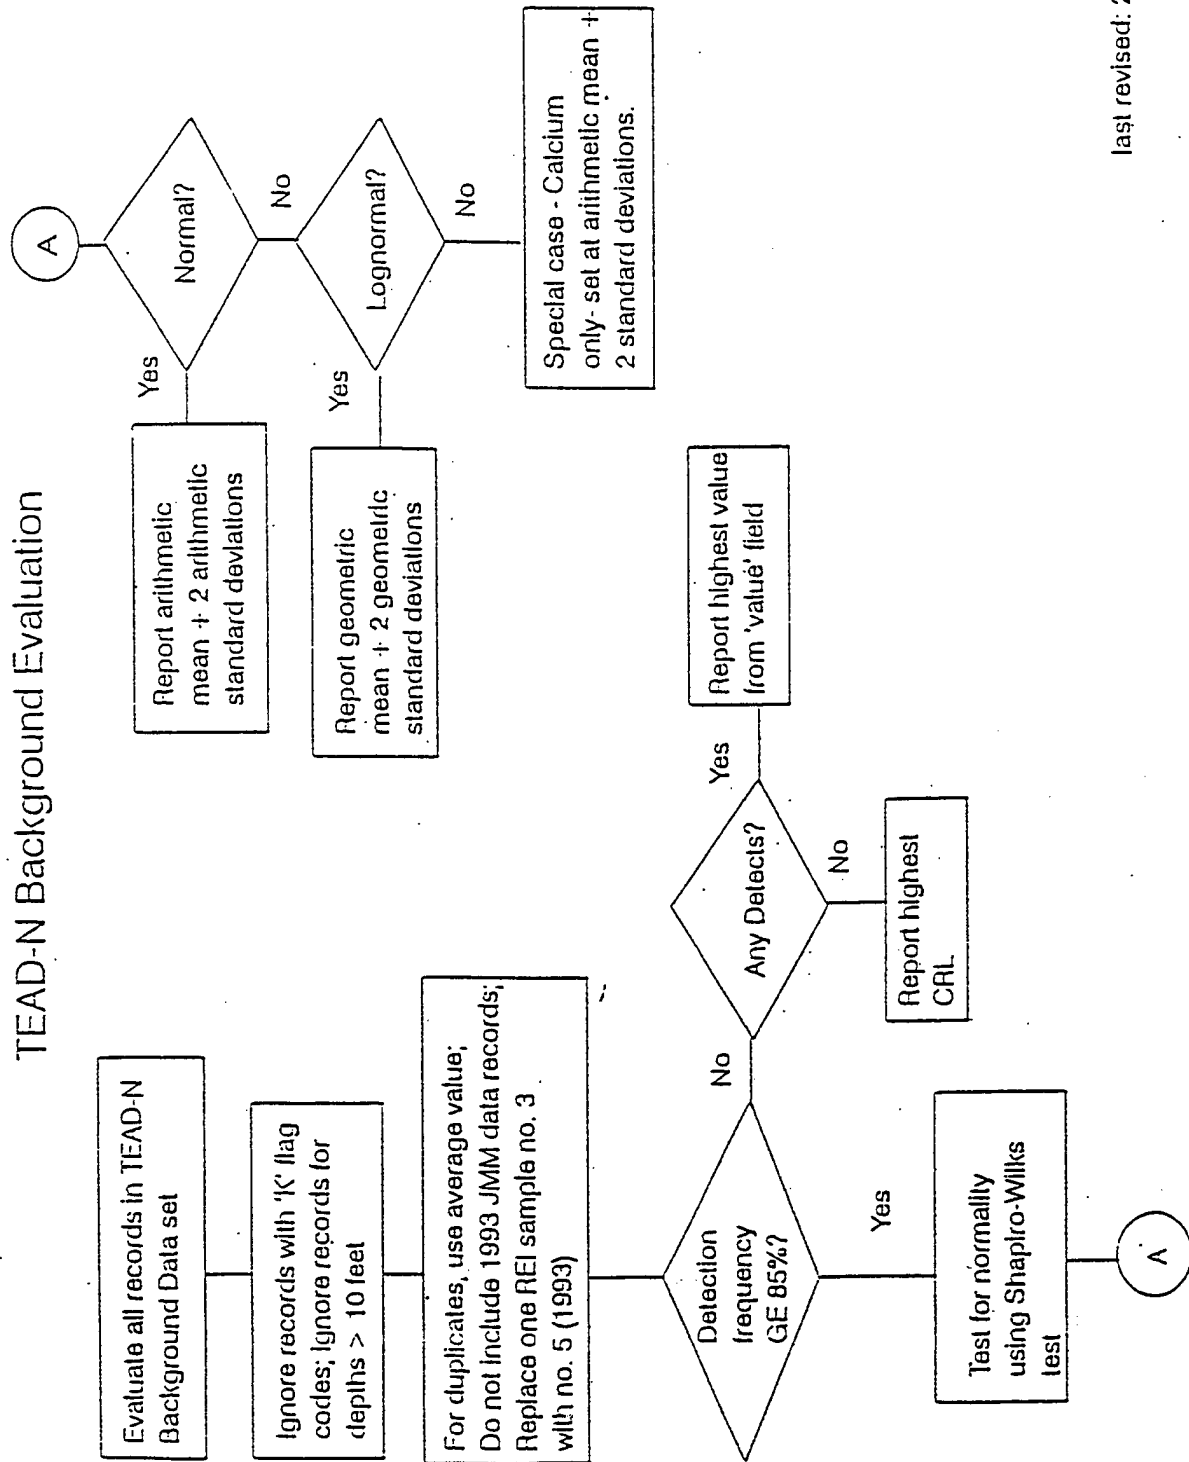 TEAD-N Background Evaluation
Evaluate all records in TEAD-N
Background Data set
Ignore records with 'K' flag
codes; Ignore records for
depths > 10 feet
For duplicates, use average value;
Do not include 1993 JMM data records;
Replace one REI sample no. 3
with no. 5 (1993)
Detection
frequency
GE 85%?
No
Yes
Any Detects?
Yes
No
Report highest value
from 'value' field
Report highest
CRL
Test for normality
using Shapiro-Wilks
test
A
A
Normal?
Yes
No
Report arithmetic
mean + 2 arithmetic
standard deviations
Lognormal?
Yes
No
Report geometric
mean + 2 geometric
standard deviations
Special case - Calcium
only- set at arithmetic mean +
2 standard deviations.
last revised: 2